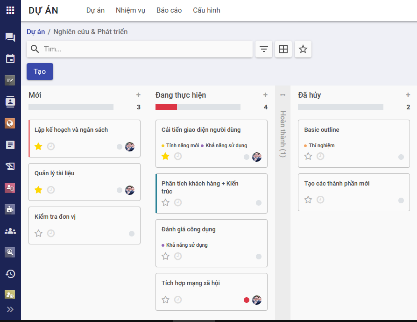 DỰ ÁN
Dự án
Nhiệm vụ
Báo cáo
Cấu hình
Dự án / Nghiên cứu & Phát triển
Tìm...
Tạo
Mới
3
Lập kế hoạch và ngân sách
Quản lý tài liệu
Kiểm tra đơn vị
Đang thực hiện
4
Cải tiến giao diện người dùng
Tính năng mới
Khả năng sử dụng
Phân tích khách hàng + Kiến
trúc
Đánh giá công dụng
Khả năng sử dụng
Tích hợp mạng xã hội
Hoàn thành (1)
Đã hủy
2
Basic outline
Thí nghiệm
Tạo các thành phần mới